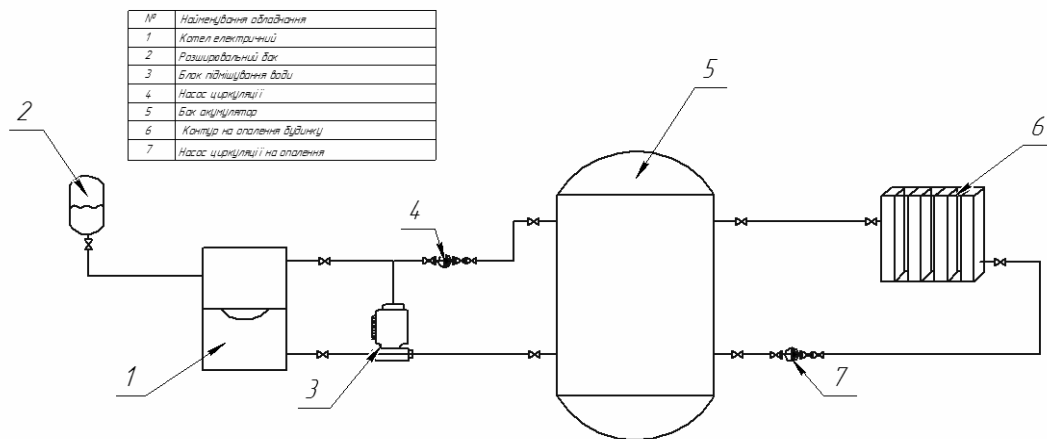 № Найменування обладнання
1 Котел електричний
2 Розширювальний бак
3 Блок підмішування води
4 Насос циркуляції
5 Бак акумулятор
6 Контур на опалення будинку
7 Насос циркуляції на опалення
5
2
6
4
1
3
7